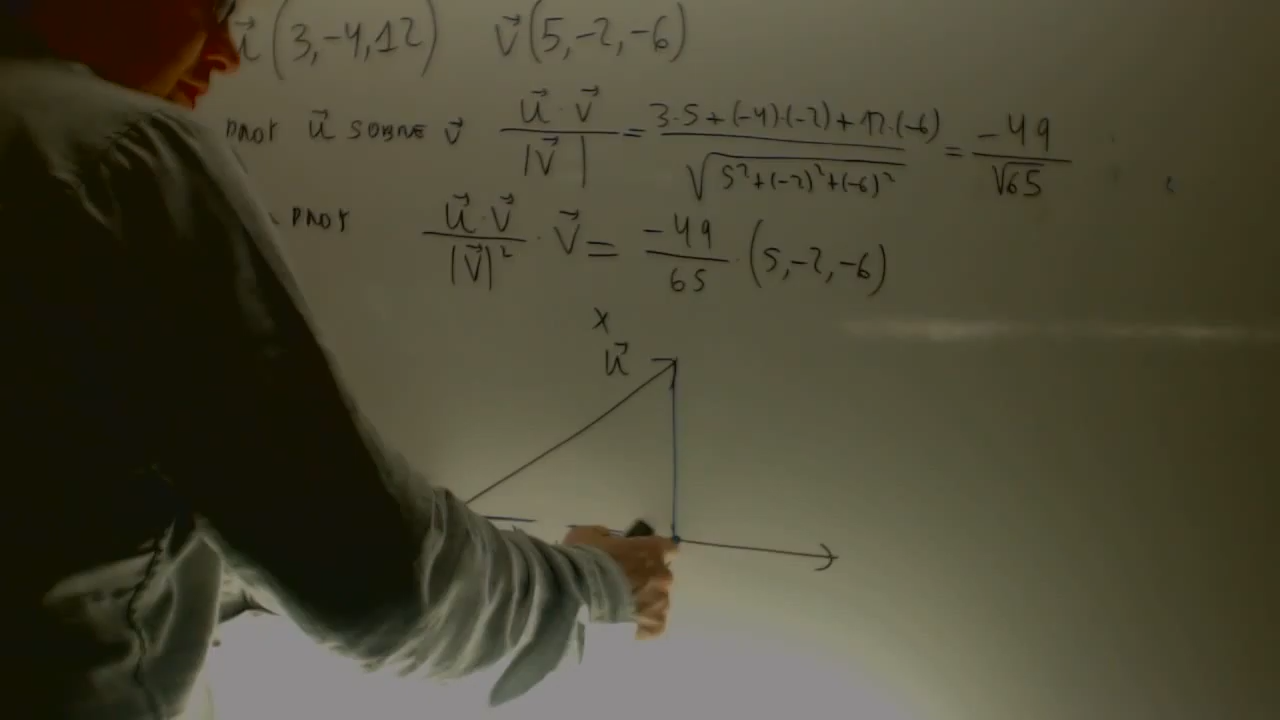 u⃗(3,-4,12) v⃗(5,-2,-6)
PROY u⃗ SOBRE v⃗ u⃗·v⃗/|v⃗| = 3·5+(-4)·(-2)+12·(-6)/√5²+(-2)²+(-6)² = -49/√65
PROY u⃗·v⃗/|v⃗|²·v⃗ = -49/65·(5,-2,-6)
x
u⃗